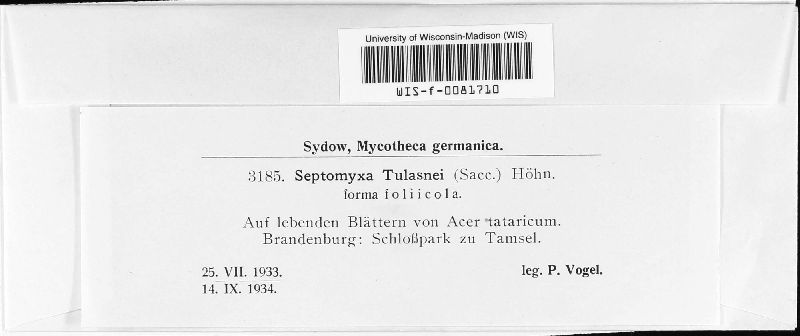 University of Wisconsin-Madison (WIS)
WIS-f-0081710
Sydow, Mycotheca germanica.
3185. Septomyxa Tulasnei (Sacc.) Höhn.
forma foliicola.
Auf lebenden Blättern von Acer tataricum.
Brandenburg: Schloßpark zu Tamsel.
25. VII. 1933.
leg. P. Vogel.
14. IX. 1934.